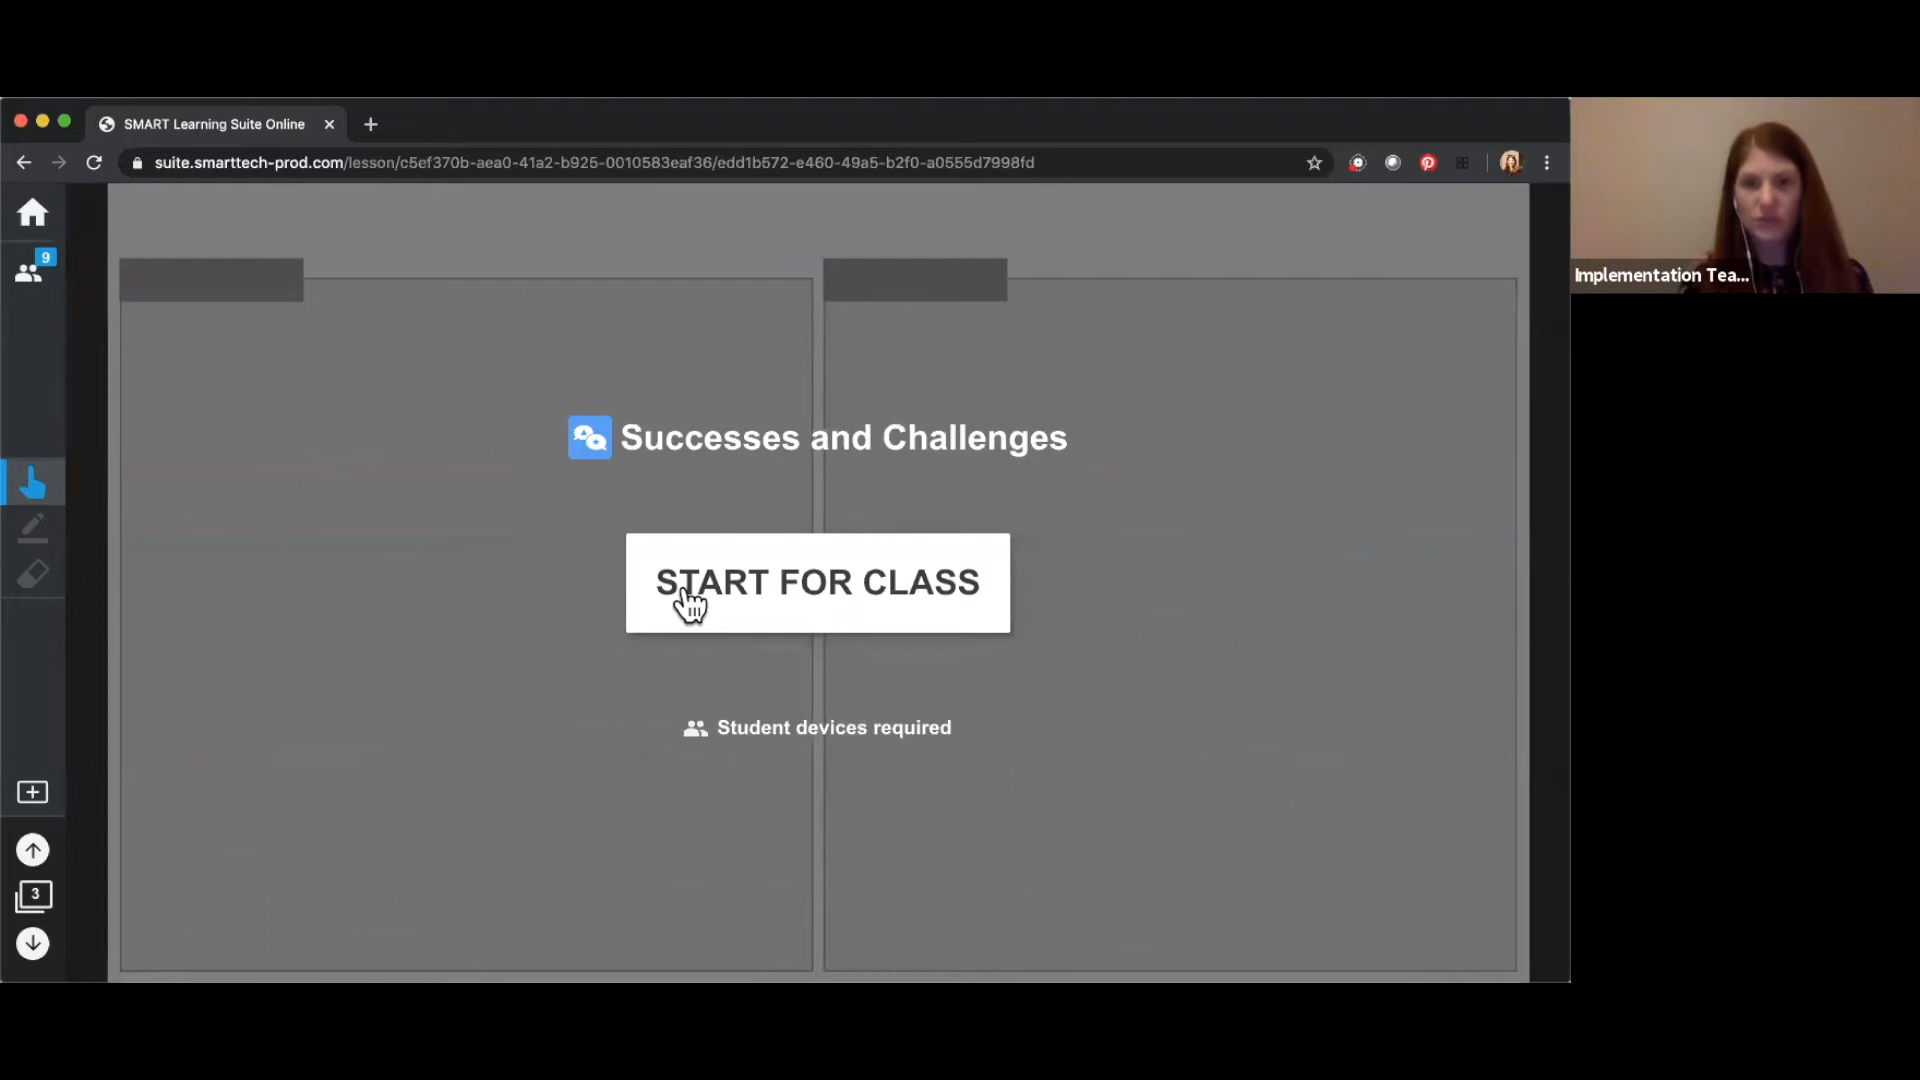 SMART Learning Suite Online
suite.smarttech-prod.com/lesson/c5ef370b-aea0-41a2-b925-0010583eaf36/edd1b572-e460-49a5-b2f0-a0555d7998fd
9
Implementation Tea...
Successes and Challenges
START FOR CLASS
Student devices required
3